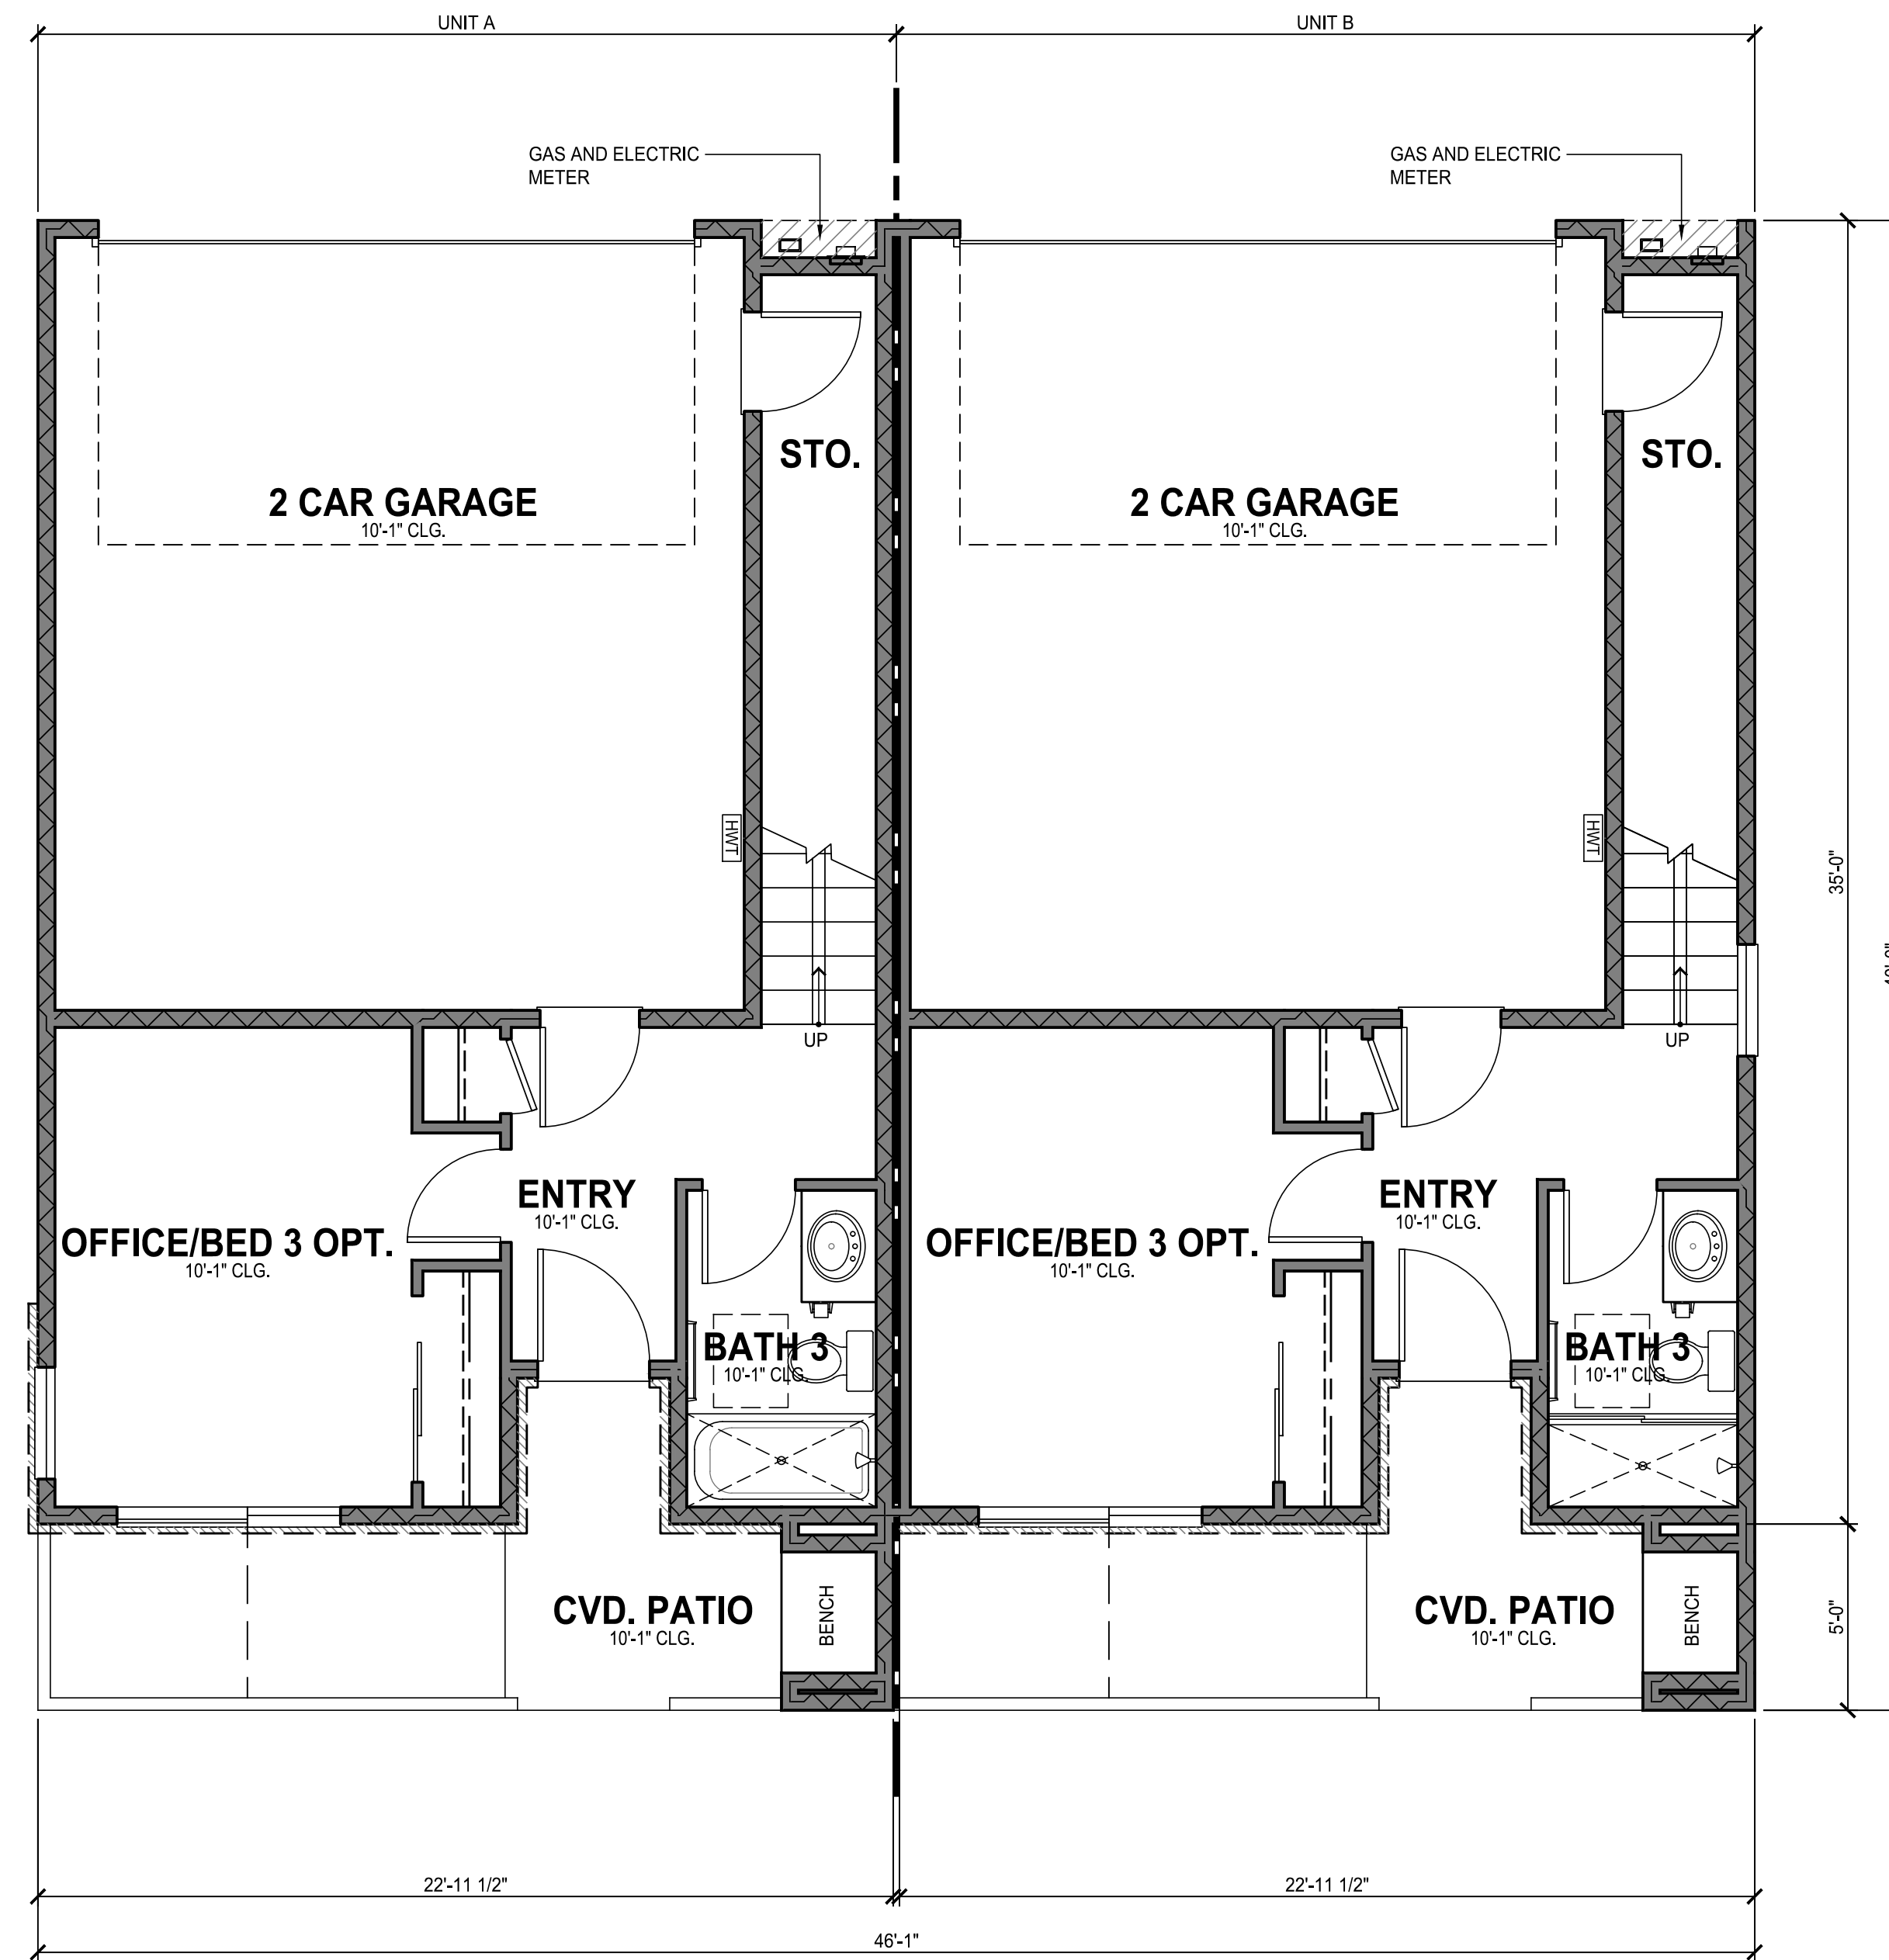 UNIT A
UNIT B
GAS AND ELECTRIC
METER
GAS AND ELECTRIC
METER
STO.
STO.
2 CAR GARAGE
10'-1" CLG.
2 CAR GARAGE
10'-1" CLG.
HWT
HWT
35'-0"
UP
UP
ENTRY
10'-1" CLG.
ENTRY
10'-1" CLG.
OFFICE/BED 3 OPT.
10'-1" CLG.
OFFICE/BED 3 OPT.
10'-1" CLG.
BATH 3
10'-1" CLG.
BATH 3
10'-1" CLG.
CVD. PATIO
10'-1" CLG.
BENCH
CVD. PATIO
10'-1" CLG.
BENCH
5'-0"
22'-11 1/2"
22'-11 1/2"
46'-1"